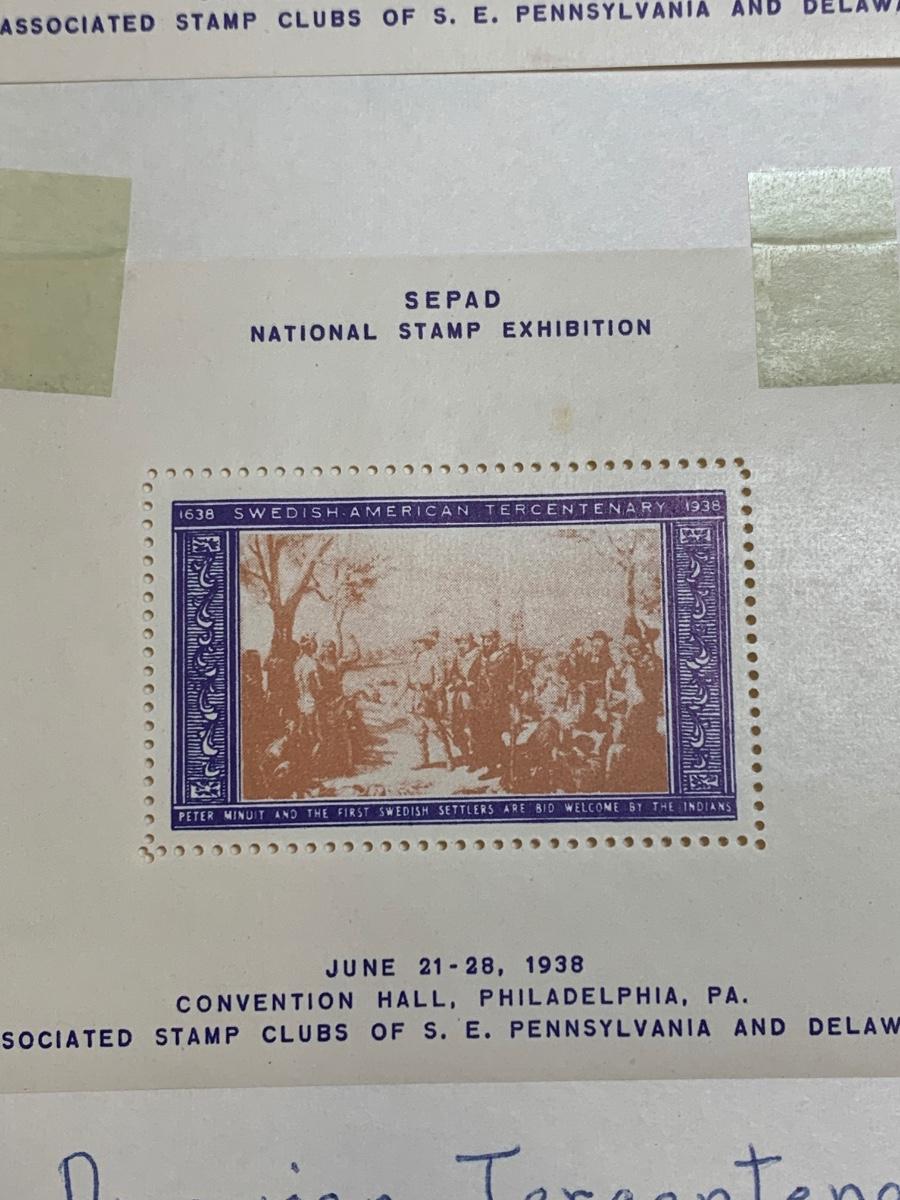 ASSOCIATED STAMP CLUBS OF S. E. PENNSYLVANIA AND
SEPAD
NATIONAL STAMP EXHIBITION
1638 SWEDISH-AMERICAN TERCENTENARY 1938
PETER MINUIT AND THE FIRST SWEDISH SETTLERS ARE BID WELCOME BY THE INDIANS
JUNE 21-28, 1938
CONVENTION HALL, PHILADELPHIA, PA.
SOCIATED STAMP CLUBS OF S. E. PENNSYLVANIA AND DELAW